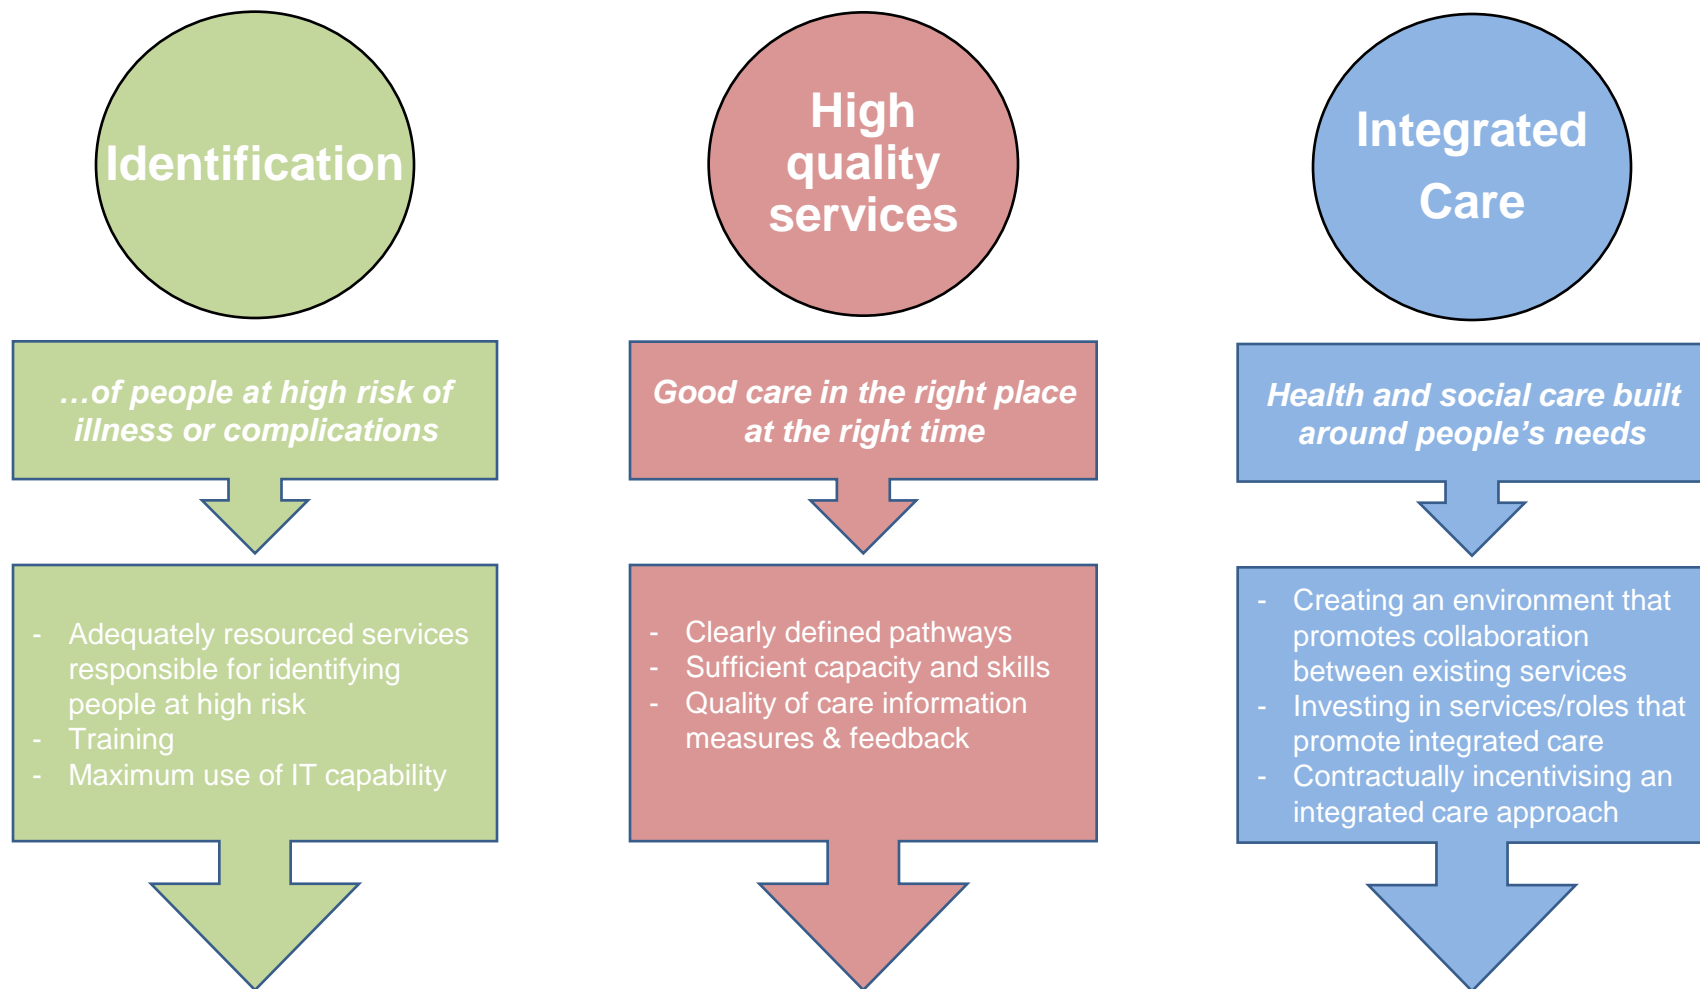 Identification
…of people at high risk of
illness or complications
- Adequately resourced services
responsible for identifying
people at high risk
- Training
- Maximum use of IT capability
High
quality
services
Good care in the right place
at the right time
- Clearly defined pathways
- Sufficient capacity and skills
- Quality of care information
measures & feedback
Integrated
Care
Health and social care built
around people’s needs
- Creating an environment that
promotes collaboration
between existing services
- Investing in services/roles that
promote integrated care
- Contractually incentivising an
integrated care approach